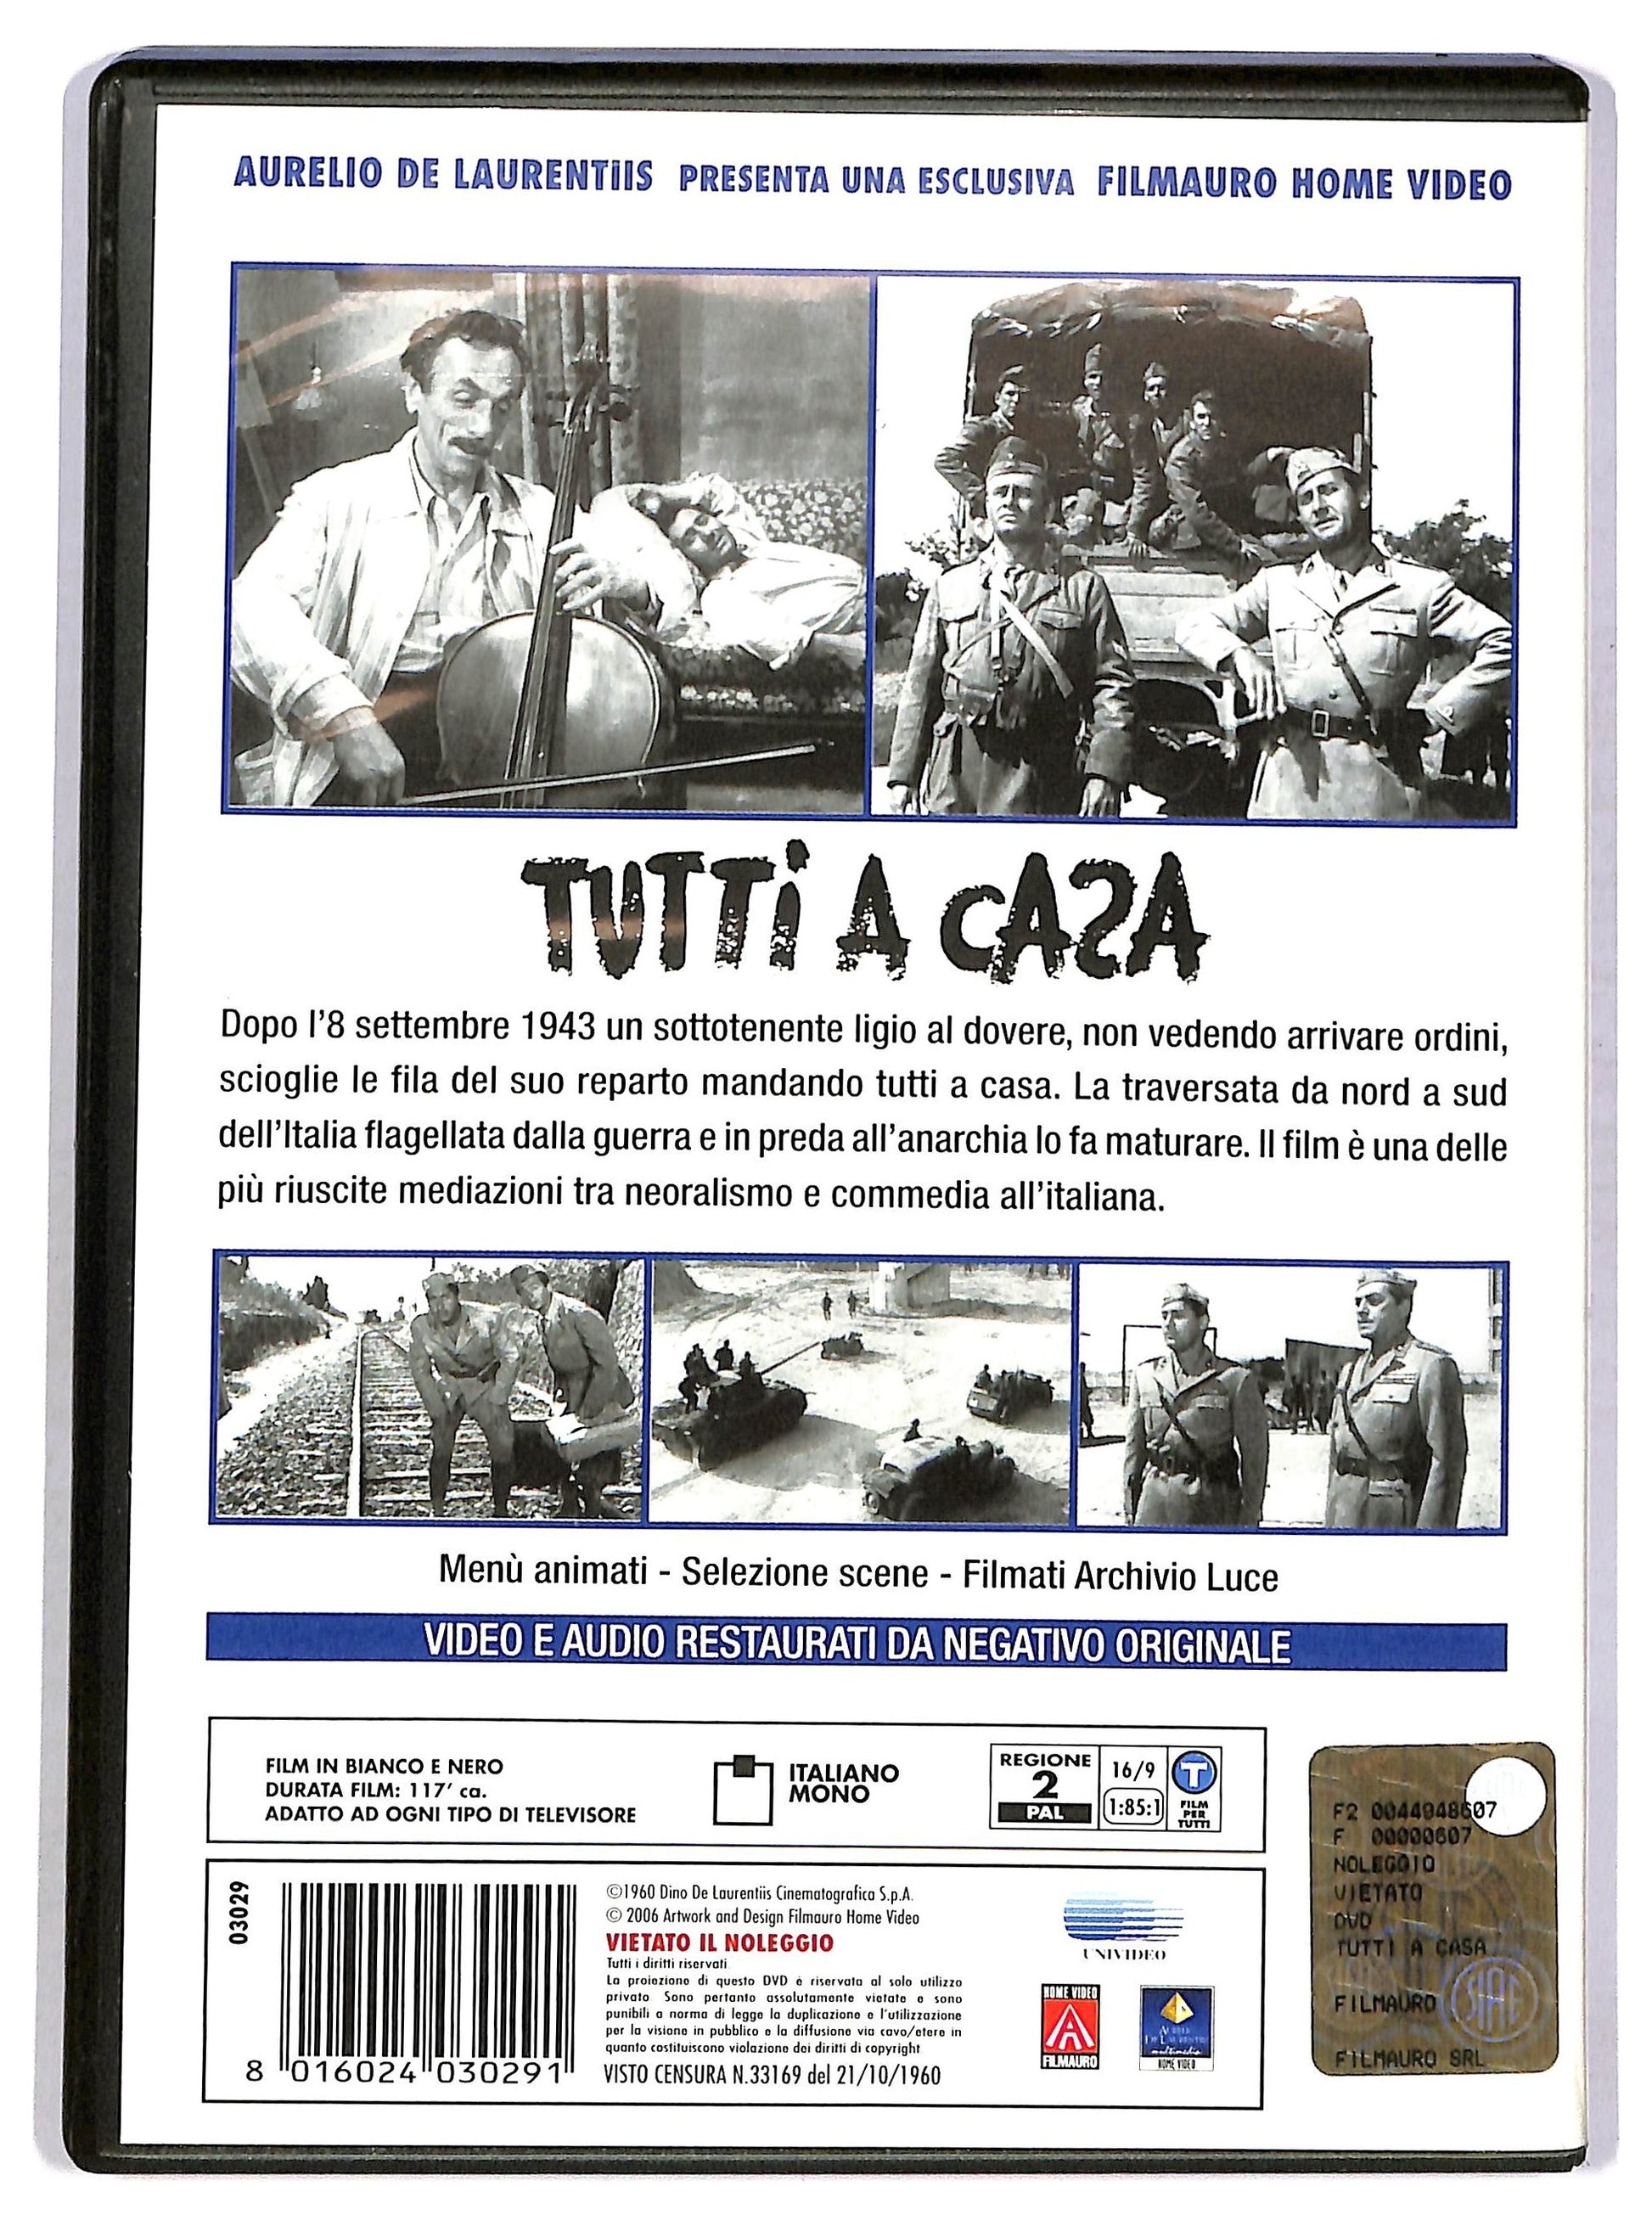 AURELIO DE LAURENTIIS PRESENTA UNA ESCLUSIVA FILMAURO HOME VIDEO
TUTTi A CASA
Dopo l'8 settembre 1943 un sottotenente ligio al dovere, non vedendo arrivare ordini,
scioglie le fila del suo reparto mandando tutti a casa. La traversata da nord a sud
dell'Italia flagellata dalla guerra e in preda all'anarchia lo fa maturare. Il film è una delle
più riuscite mediazioni tra neoralismo e commedia all'italiana.
Menù animati - Selezione scene - Filmati Archivio Luce
VIDEO E AUDIO RESTAURATI DA NEGATIVO ORIGINALE
FILM IN BIANCO E NERO
DURATA FILM: 117' ca.
ADATTO AD OGNI TIPO DI TELEVISORE
ITALIANO
MONO
REGIONE
2
PAL
16/9
1:85:1
T
FILM
PER
TUTTI
F2 0044048607
F 00000607
NOLEGGIO
VIETATO
DVD
TUTTI A CASA
FILMAURO
SIAE
FILMAURO SRL
03029
8 016024 030291
©1960 Dino De Laurentiis Cinematografica S.p.A.
© 2006 Artwork and Design Filmauro Home Video
VIETATO IL NOLEGGIO
Tutti i diritti riservati
La proiezione di questo DVD è riservata al solo utilizzo
privato Sono pertanto assolutamente vietate e sono
punibili a norma di legge la duplicazione e l'utilizzazione
per la visione in pubblico e la diffusione via cavo/etere in
quanto costituiscono violazione dei diritti di copyright
VISTO CENSURA N.33169 del 21/10/1960
UNIVIDEO
HOME VIDEO
FILMAURO
AURELIO
DE LAURENTIIS
multimedia
HOME VIDEO